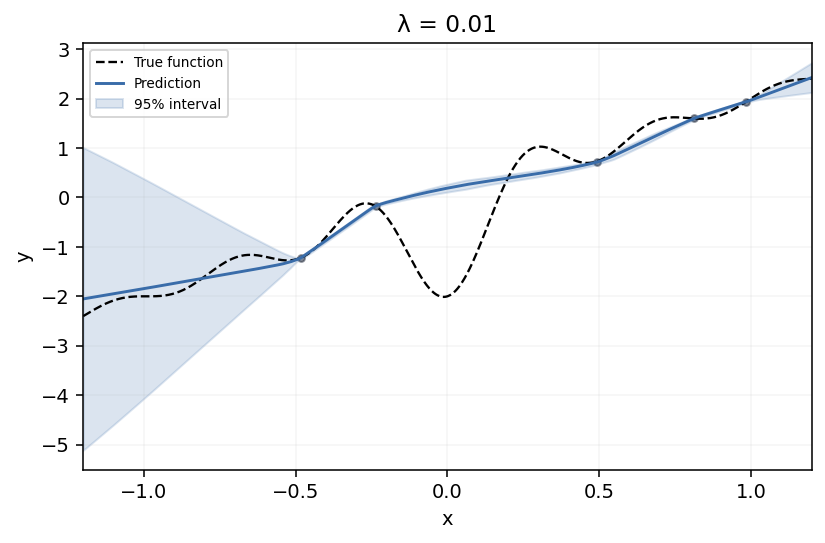 λ = 0.01
True function
Prediction
95% interval
3
2
1
0
−1
−2
−3
−4
−5
y
−1.0 −0.5 0.0 0.5 1.0
x